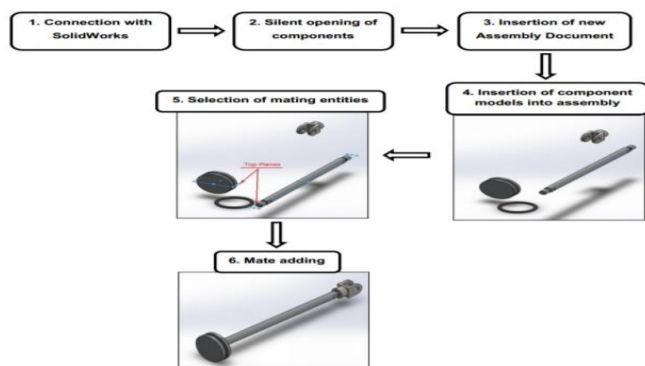 1. Connection with
SolidWorks
2. Silent opening of
components
3. Insertion of new
Assembly Document
4. Insertion of component
models into assembly
5. Selection of mating entities
Top Planes
6. Mate adding